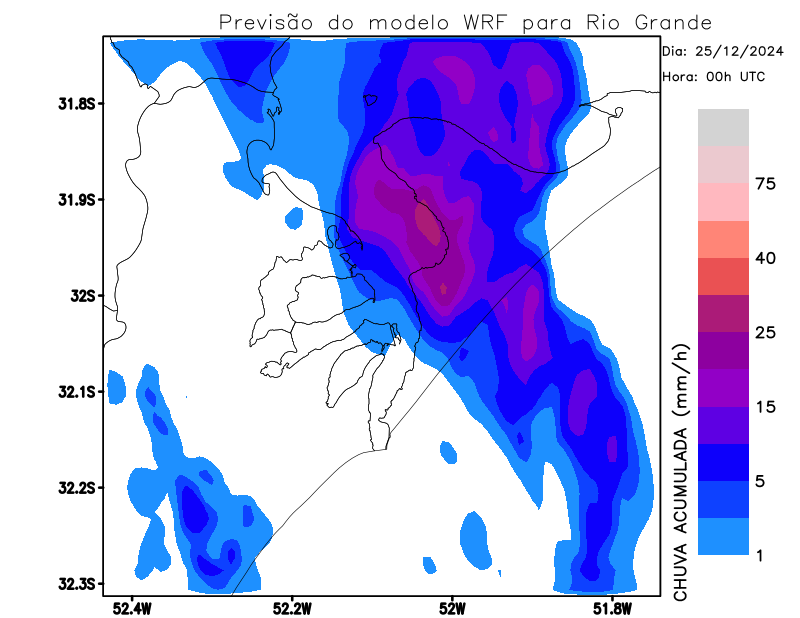 Previsão do modelo WRF para Rio Grande
Dia: 25/12/2024
Hora: 00h UTC
31.8S
31.9S
32S
32.1S
32.2S
32.3S
52.4W
52.2W
52W
51.8W
75
40
25
15
5
1
CHUVA ACUMULADA (mm/h)